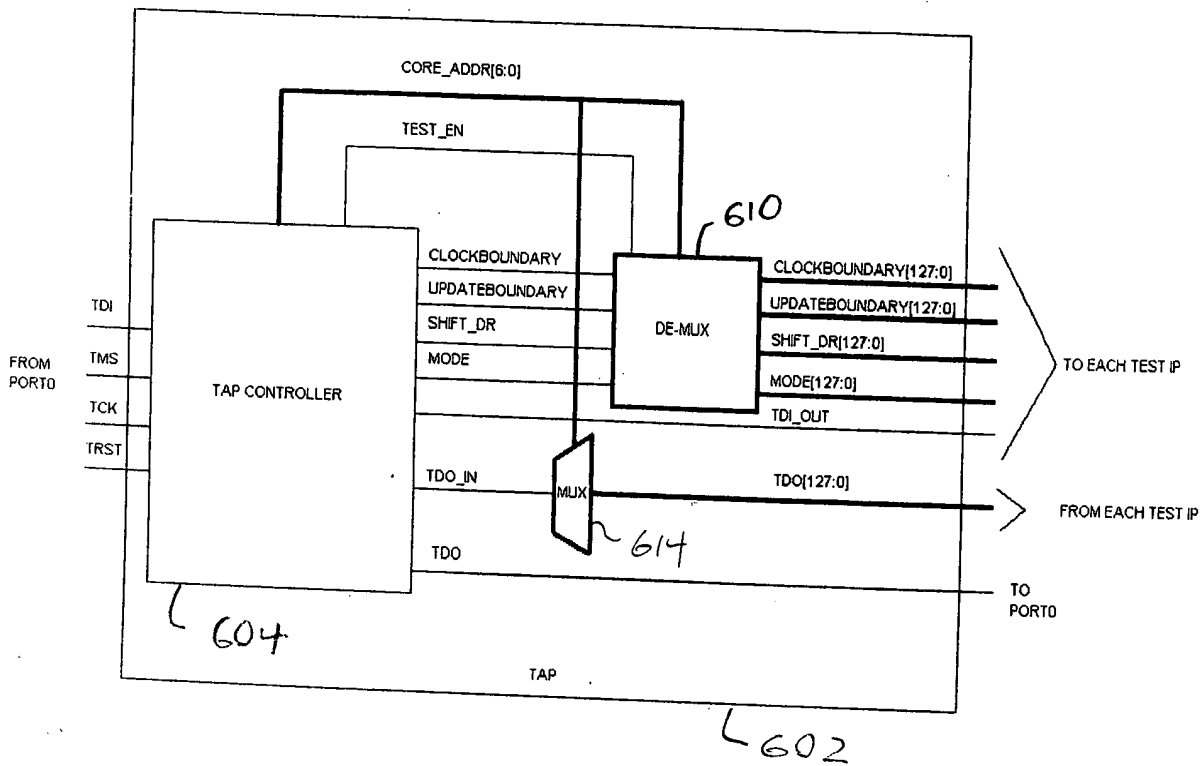 CORE_ADDR[6:0]
TEST_EN
610
CLOCKBOUNDARY
CLOCKBOUNDARY[127:0]
TDI
UPDATEBOUNDARY
UPDATEBOUNDARY[127:0]
SHIFT_DR
DE-MUX
SHIFT_DR[127:0]
FROM
PORT0
TMS
TAP CONTROLLER
MODE
MODE[127:0]
TO EACH TEST IP
TCK
TDI_OUT
TRST
TDO_IN
MUX
TDO[127:0]
FROM EACH TEST IP
614
TDO
TO
PORT0
604
TAP
602